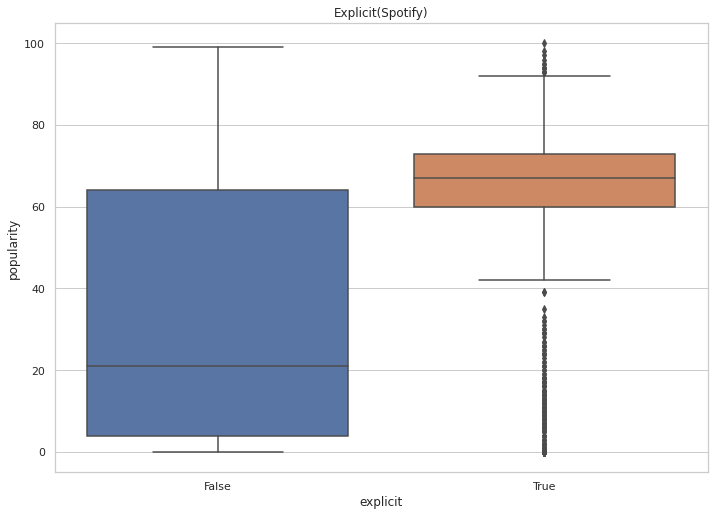 Explicit(Spotify)
100
80
60
40
20
0
popularity
False True
explicit